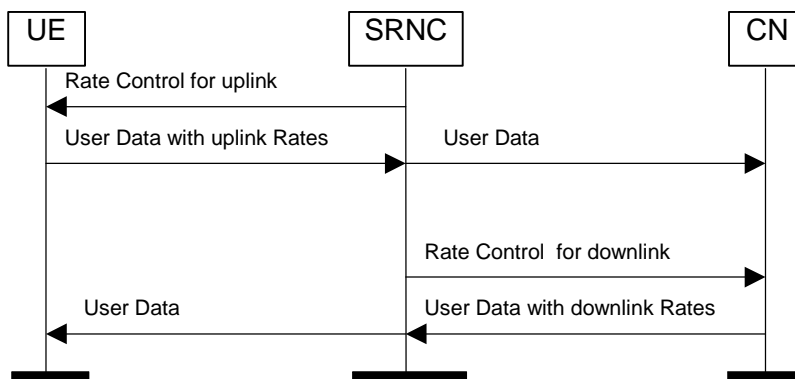 UE
SRNC
CN
Rate Control for uplink
User Data with uplink Rates
User Data
Rate Control for downlink
User Data
User Data with downlink Rates